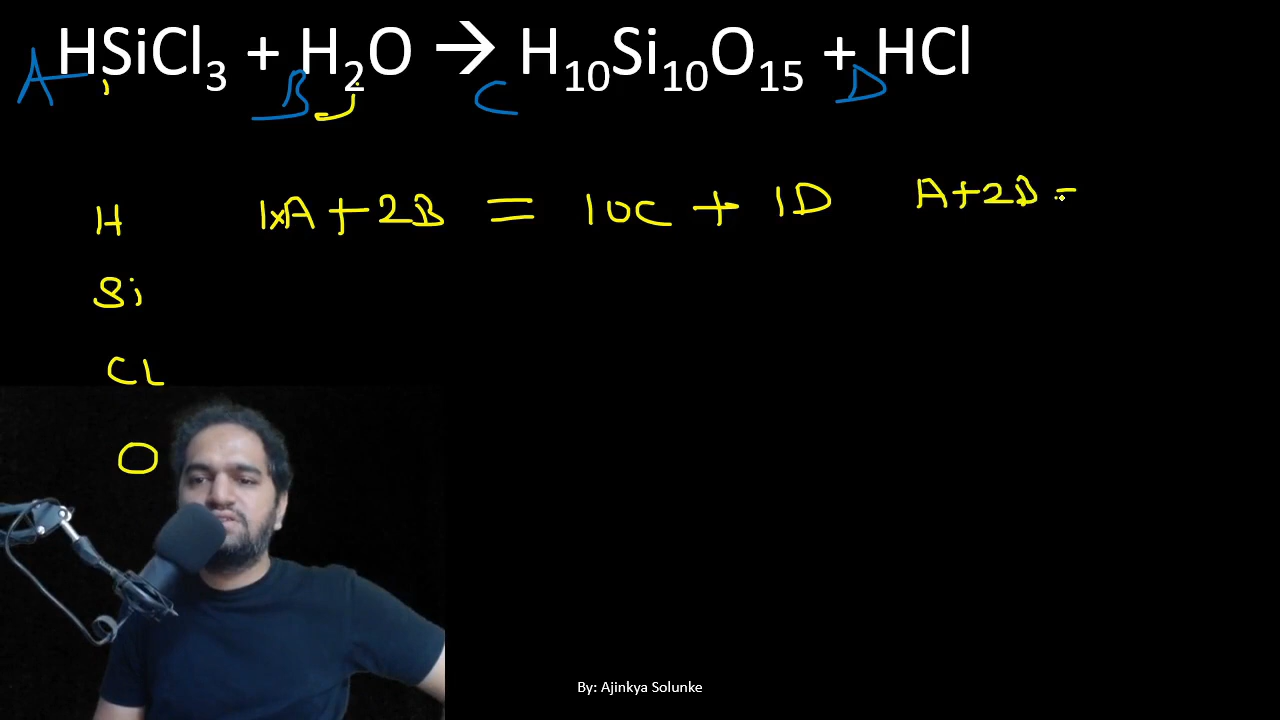 HSiCl₃ + H₂O → H₁₀Si₁₀O₁₅ + HCl
A B C D
H 1xA + 2B = 10C + 1D A+2B =
Si
CL
O
By: Ajinkya Solunke